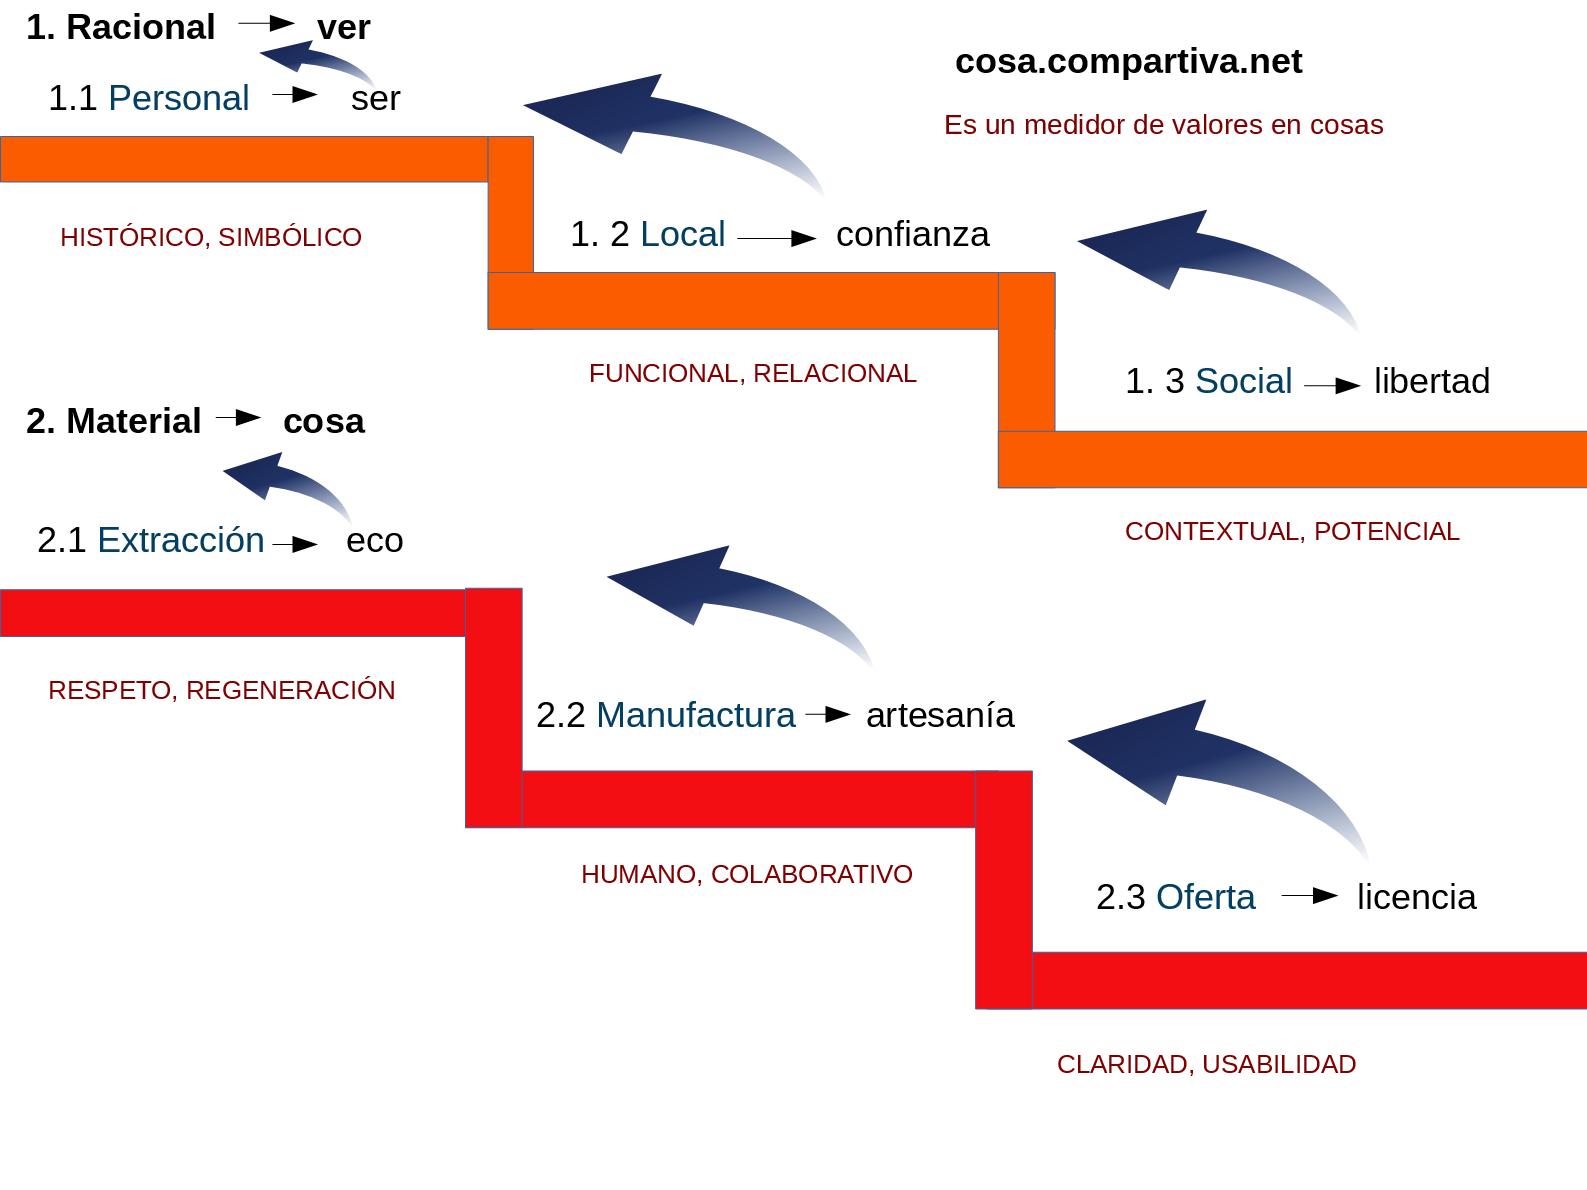 1. Racional ver
cosa.compartiva.net
1.1 Personal ser
Es un medidor de valores en cosas
HISTÓRICO, SIMBÓLICO
1. 2 Local confianza
FUNCIONAL, RELACIONAL
1. 3 Social libertad
2. Material cosa
CONTEXTUAL, POTENCIAL
2.1 Extracción eco
RESPETO, REGENERACIÓN
2.2 Manufactura artesanía
HUMANO, COLABORATIVO
2.3 Oferta licencia
CLARIDAD, USABILIDAD